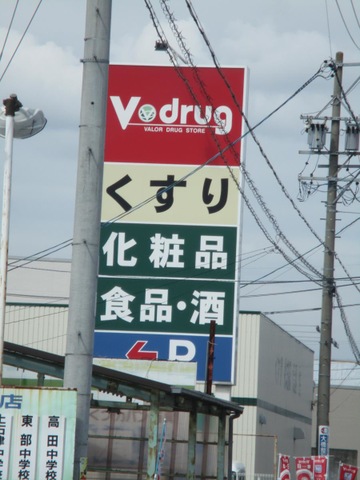 V・drug
VALOR DRUG STORE
くすり
化粧品
食品・酒
P
店
高田中学校
東部中学校